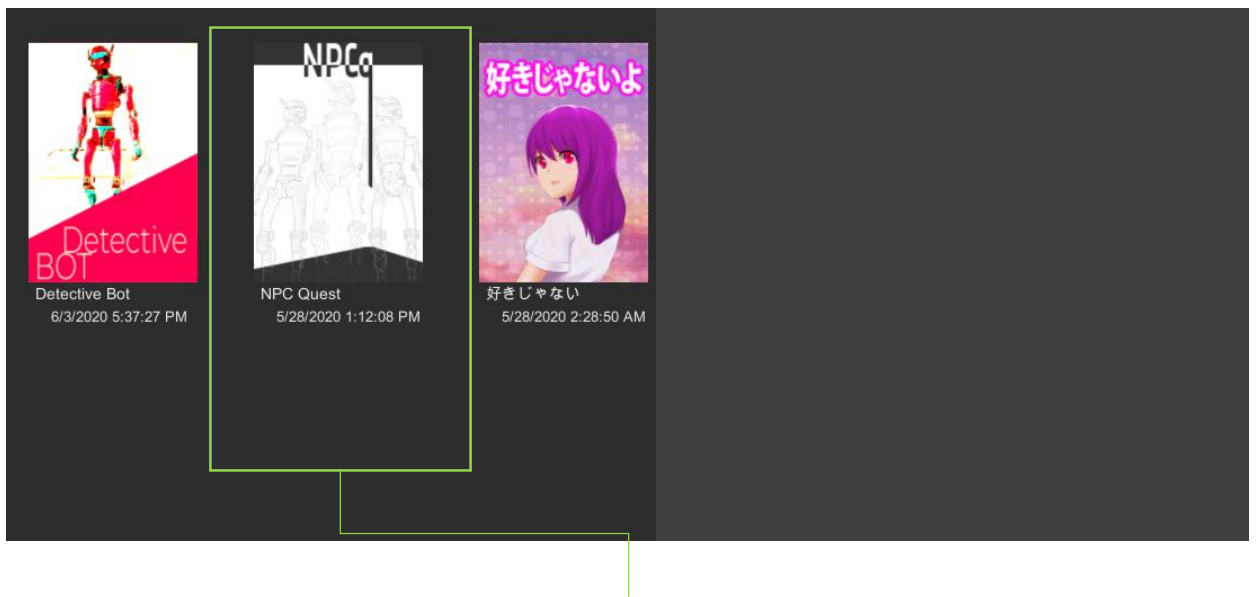 Detective
BOT
Detective Bot
6/3/2020 5:37:27 PM
NPCq
NPC Quest
5/28/2020 1:12:08 PM
好きじゃないよ
好きじゃない
5/28/2020 2:28:50 AM